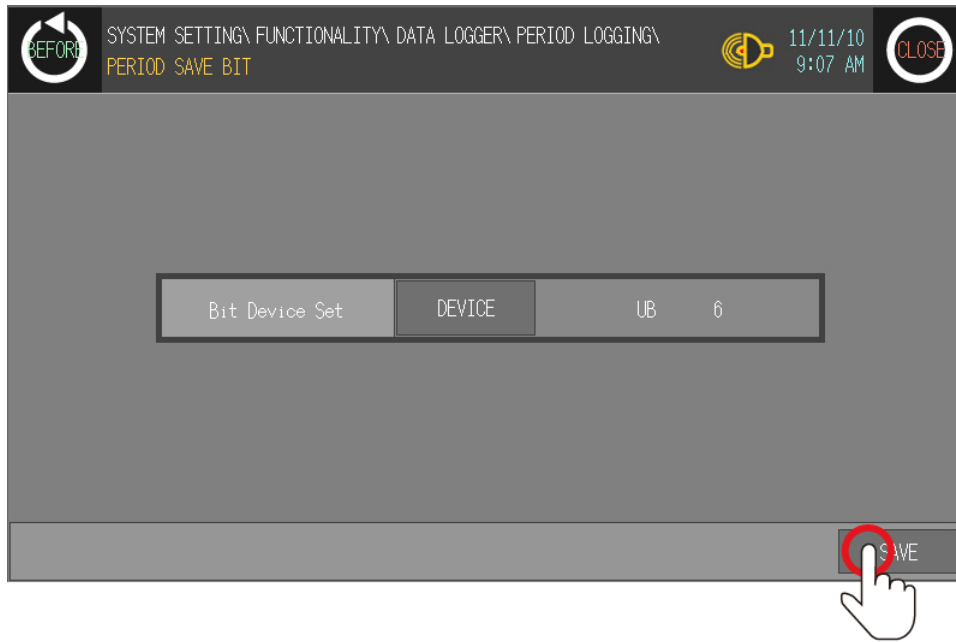 BEFORE
SYSTEM SETTING\ FUNCTIONALITY\ DATA LOGGER\ PERIOD LOGGING\
PERIOD SAVE BIT
11/11/10
9:07 AM
CLOSE
Bit Device Set DEVICE UB 6
SAVE